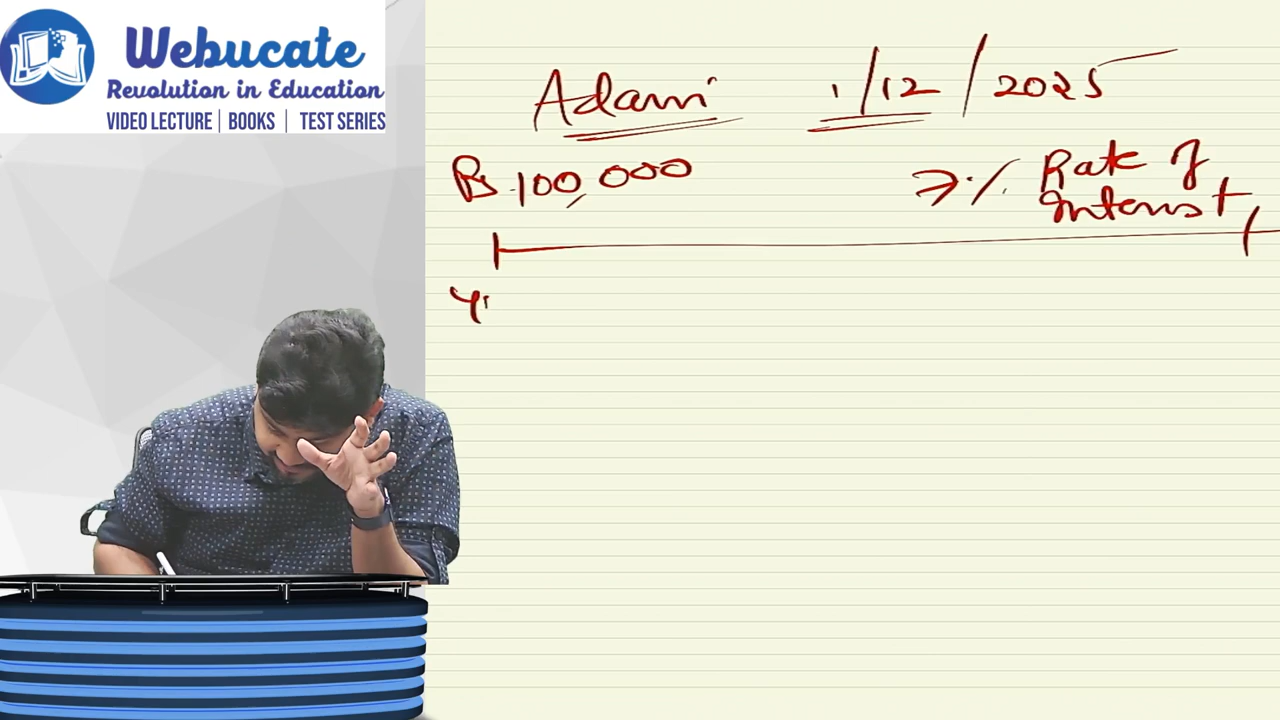 Webucate
Revolution in Education
VIDEO LECTURE | BOOKS | TEST SERIES
Adani 1/12/2025
Rs.100,000 7% Rate of
Interest